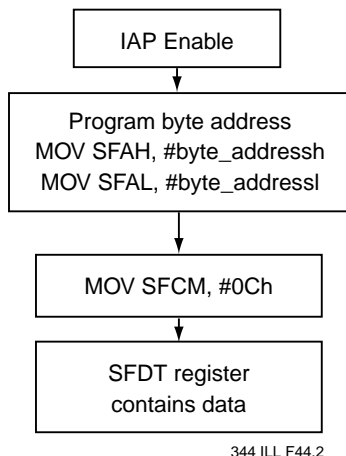 IAP Enable
Program byte address
MOV SFAH, #byte_addressh
MOV SFAL, #byte_addressl
MOV SFCM, #0Ch
SFDT register
contains data
344 ILL F44.2